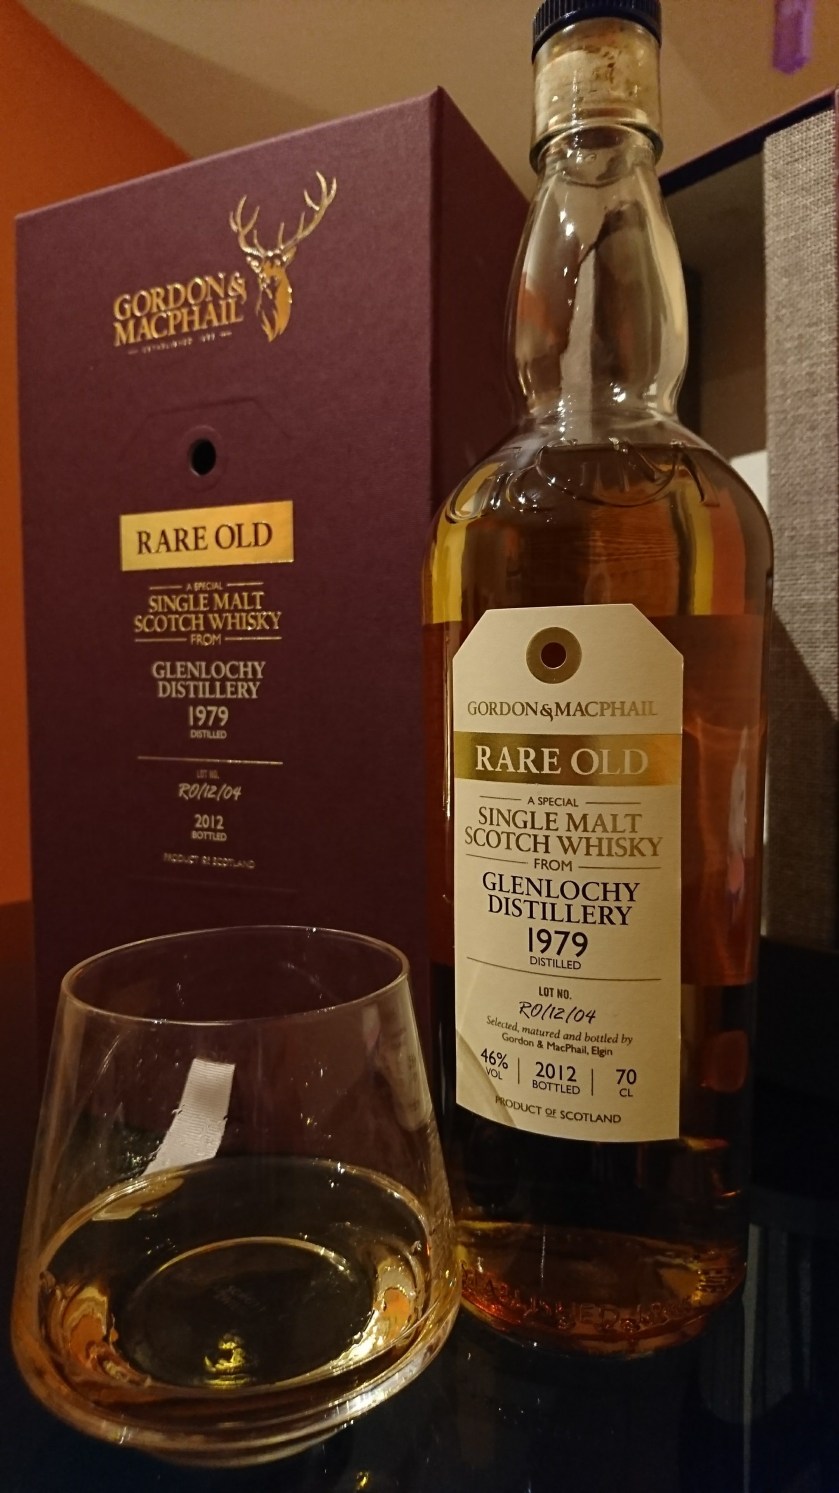 GORDON&
MACPHAIL
RARE OLD
A SPECIAL
SINGLE MALT
SCOTCH WHISKY
FROM
GLENLOCHY
DISTILLERY
1979
DISTILLED
LOT NO.
RO/12/04
2012
BOTTLED
PRODUCT OF SCOTLAND
GORDON&MACPHAIL
RARE OLD
A SPECIAL
SINGLE MALT
SCOTCH WHISKY
FROM
GLENLOCHY
DISTILLERY
1979
DISTILLED
LOT NO.
RO/12/04
Selected, matured and bottled by
Gordon & MacPhail, Elgin
46% VOL | 2012 BOTTLED | 70 CL
PRODUCT OF SCOTLAND